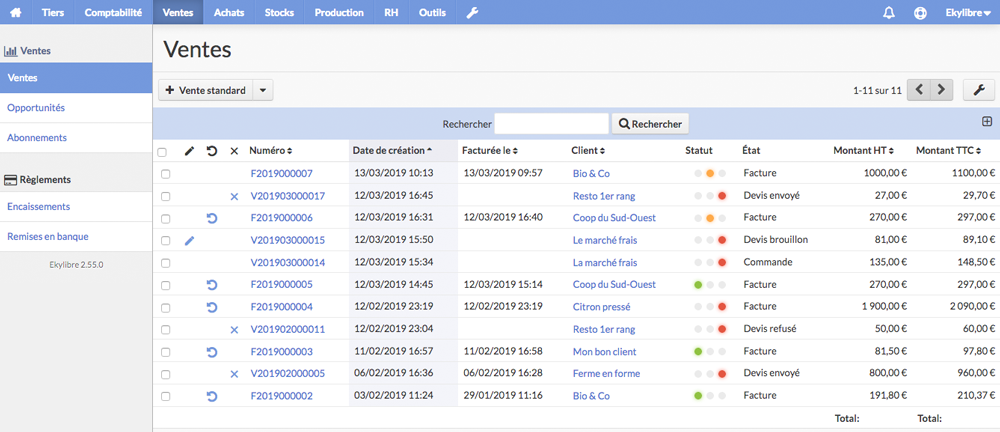 Tiers Comptabilité Ventes Achats Stocks Production RH Outils Ekylibre
Ventes
Ventes
Opportunités
Abonnements
Règlements
Encaissements
Remises en banque
Ekylibre 2.55.0
Ventes
Vente standard 1-11 sur 11
Rechercher Rechercher
Numéro Date de création Facturée le Client Statut État Montant HT Montant TTC
F2019000007 13/03/2019 10:13 13/03/2019 09:57 Bio & Co Facture 1000,00 € 1100,00 €
V201903000017 12/03/2019 16:45 Resto 1er rang Devis envoyé 27,00 € 29,70 €
F2019000006 12/03/2019 16:31 12/03/2019 16:40 Coop du Sud-Ouest Facture 270,00 € 297,00 €
V201903000015 12/03/2019 15:50 Le marché frais Devis brouillon 81,00 € 89,10 €
V201903000014 12/03/2019 15:34 La marché frais Commande 135,00 € 148,50 €
F2019000005 12/03/2019 14:45 12/03/2019 15:14 Coop du Sud-Ouest Facture 270,00 € 297,00 €
F2019000004 12/02/2019 23:19 12/02/2019 23:19 Citron pressé Facture 1 900,00 € 2 090,00 €
V201902000011 12/02/2019 23:04 Resto 1er rang Devis refusé 50,00 € 60,00 €
F2019000003 11/02/2019 16:57 11/02/2019 16:58 Mon bon client Facture 81,50 € 97,80 €
V201902000005 06/02/2019 16:36 06/02/2019 16:28 Ferme en forme Devis envoyé 800,00 € 960,00 €
F2019000002 03/02/2019 11:24 29/01/2019 11:16 Bio & Co Facture 191,80 € 210,37 €
Total: Total: